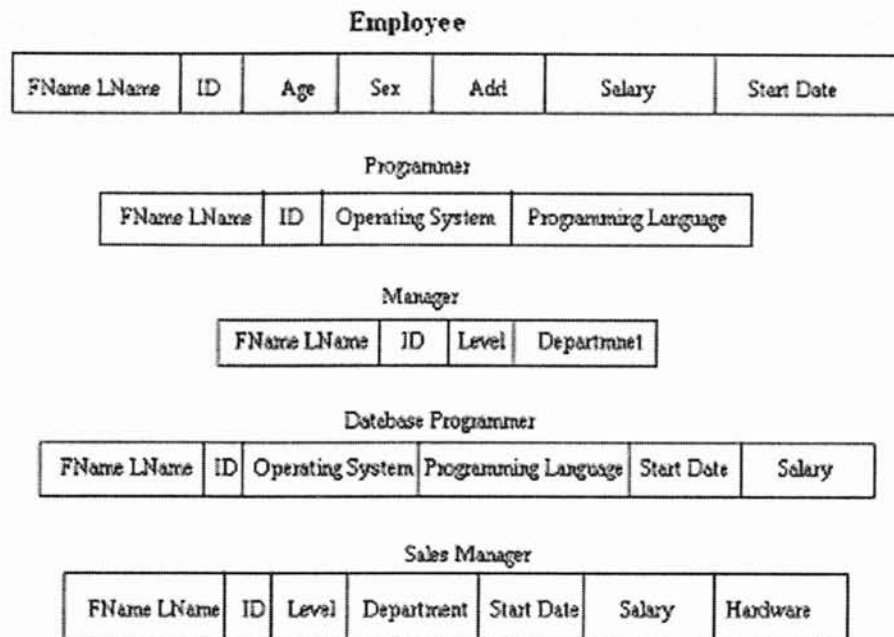 Employee
FName LName ID Age Sex Add Salary Start Date
Programmer
FName LName ID Operating System Programming Language
Manager
FName LName ID Level Departmnet
Database Programmer
FName LName ID Operating System Programming Language Start Date Salary
Sales Manager
FName LName ID Level Department Start Date Salary Hardware